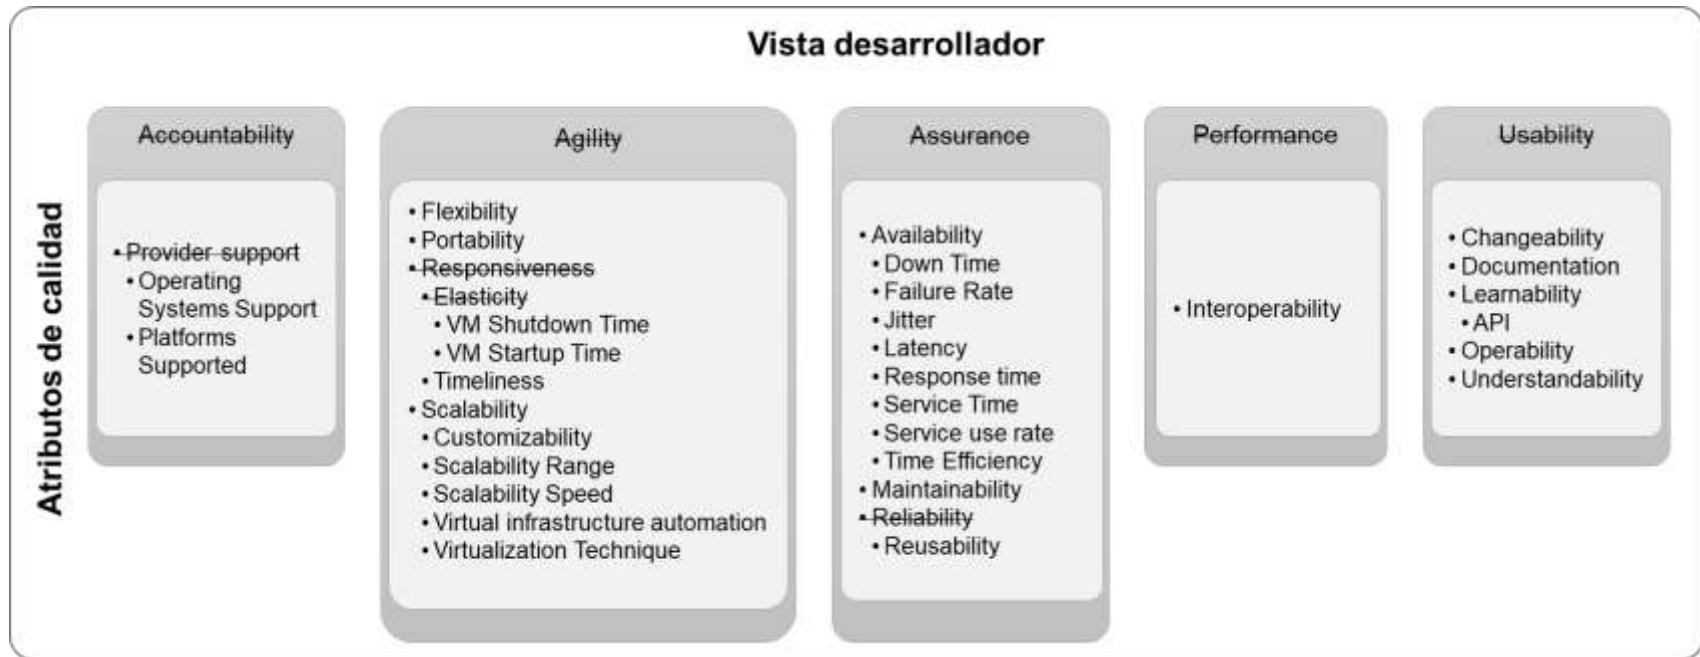 Vista desarrollador
Atributos de calidad
Accountability
• Provider support
• Operating
Systems Support
• Platforms
Supported
Agility
• Flexibility
• Portability
• Responsiveness
• Elasticity
• VM Shutdown Time
• VM Startup Time
• Timeliness
• Scalability
• Customizability
• Scalability Range
• Scalability Speed
• Virtual infrastructure automation
• Virtualization Technique
Assurance
• Availability
• Down Time
• Failure Rate
• Jitter
• Latency
• Response time
• Service Time
• Service use rate
• Time Efficiency
• Maintainability
• Reliability
• Reusability
Performance
• Interoperability
Usability
• Changeability
• Documentation
• Learnability
• API
• Operability
• Understandability